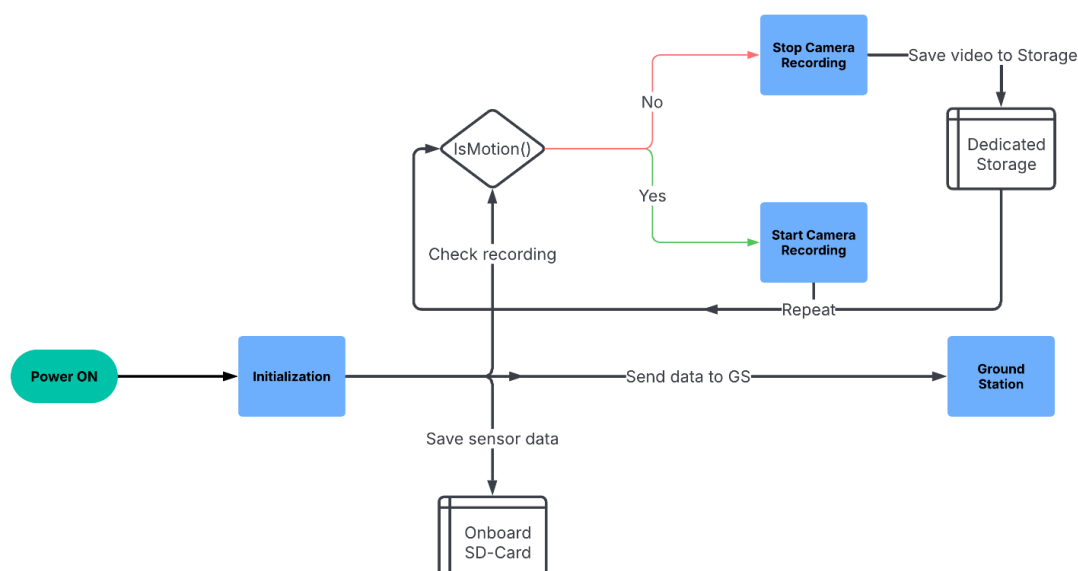 Stop Camera
Recording
Save video to Storage
No
IsMotion()
Dedicated
Storage
Yes
Start Camera
Recording
Check recording
Repeat
Power ON
Initialization
Send data to GS
Ground
Station
Save sensor data
Onboard
SD-Card